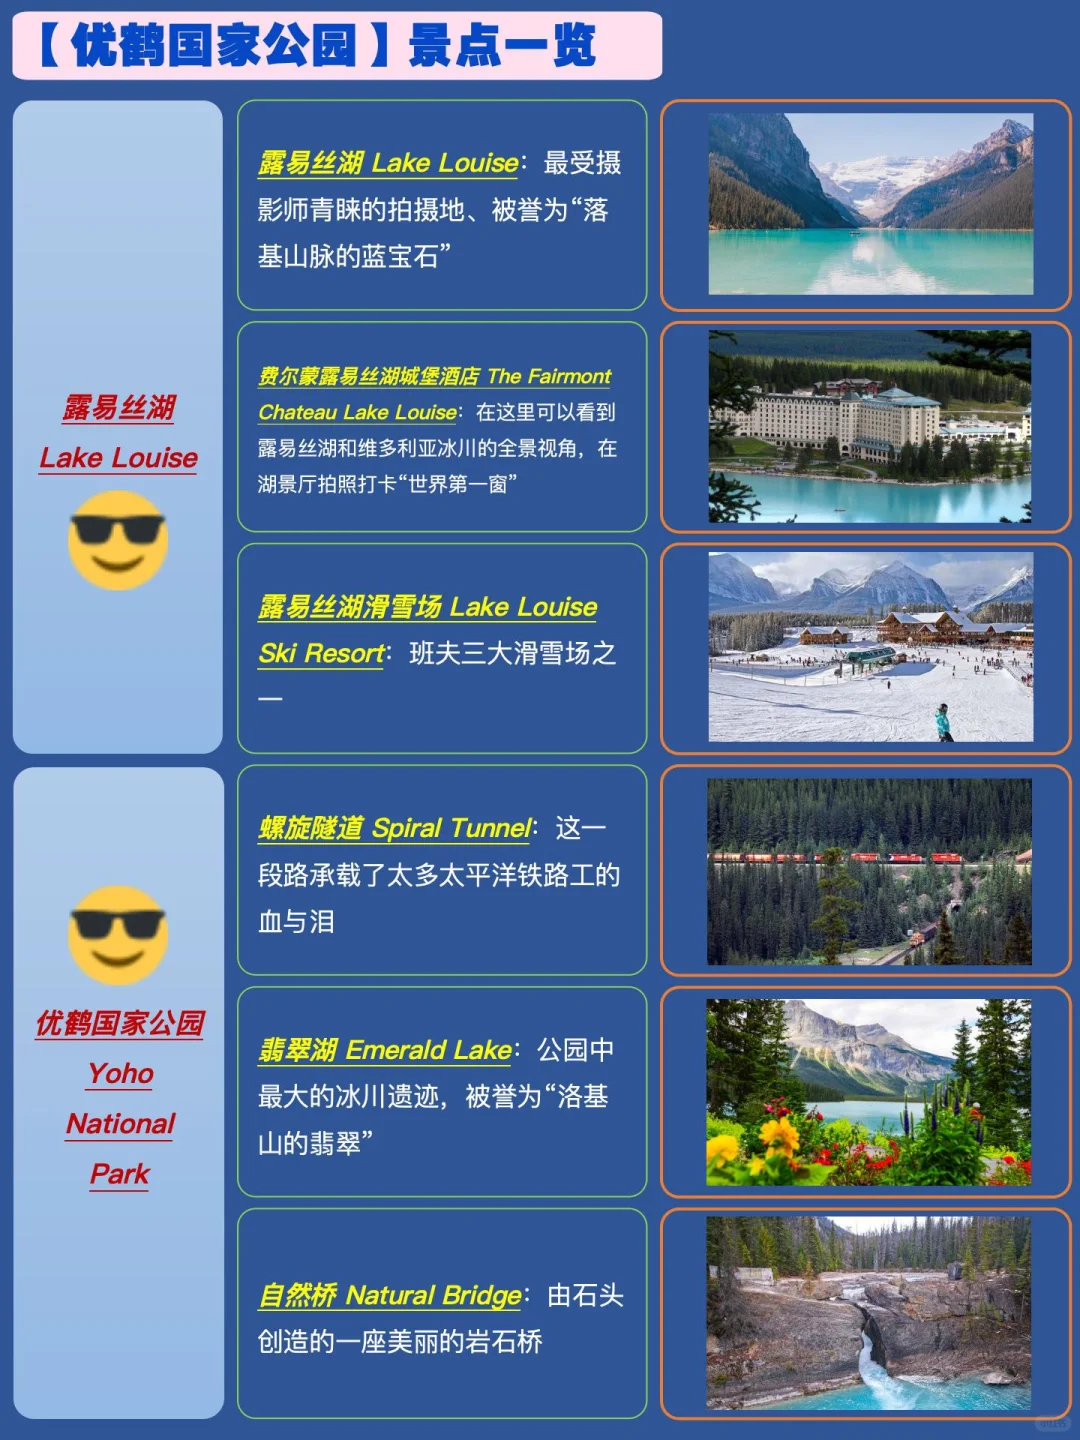 【优鹤国家公园】景点一览
露易丝湖
Lake Louise
露易丝湖 Lake Louise：最受摄
影师青睐的拍摄地、被誉为“落
基山脉的蓝宝石”
费尔蒙露易丝湖城堡酒店 The Fairmont
Chateau Lake Louise：在这里可以看到
露易丝湖和维多利亚冰川的全景视角，在
湖景厅拍照打卡“世界第一窗”
露易丝湖滑雪场 Lake Louise
Ski Resort：班夫三大滑雪场之
一
优鹤国家公园
Yoho
National
Park
螺旋隧道 Spiral Tunnel：这一
段路承载了太多太平洋铁路工的
血与泪
翡翠湖 Emerald Lake：公园中
最大的冰川遗迹，被誉为“洛基
山的翡翠”
自然桥 Natural Bridge：由石头
创造的一座美丽的岩石桥